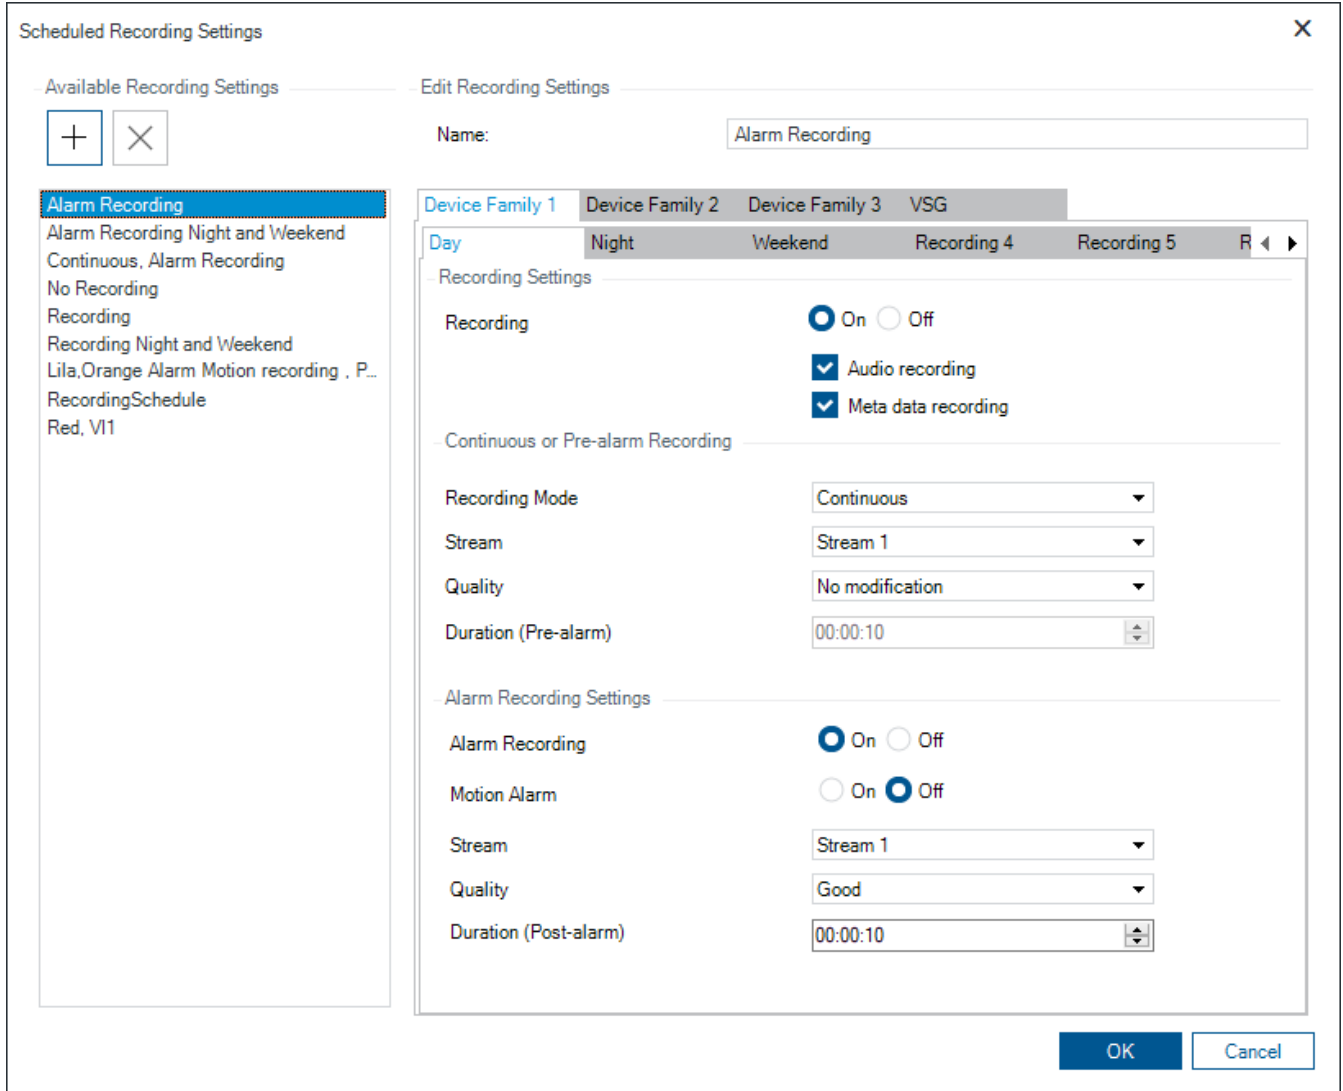 Scheduled Recording Settings
Available Recording Settings
Alarm Recording
Alarm Recording Night and Weekend
Continuous, Alarm Recording
No Recording
Recording
Recording Night and Weekend
Lila,Orange Alarm Motion recording , P...
RecordingSchedule
Red, VI1
Edit Recording Settings
Name: Alarm Recording
Device Family 1 Device Family 2 Device Family 3 VSG
Day Night Weekend Recording 4 Recording 5 R
Recording Settings
Recording On Off
Audio recording
Meta data recording
Continuous or Pre-alarm Recording
Recording Mode Continuous
Stream Stream 1
Quality No modification
Duration (Pre-alarm) 00:00:10
Alarm Recording Settings
Alarm Recording On Off
Motion Alarm On Off
Stream Stream 1
Quality Good
Duration (Post-alarm) 00:00:10
OK Cancel